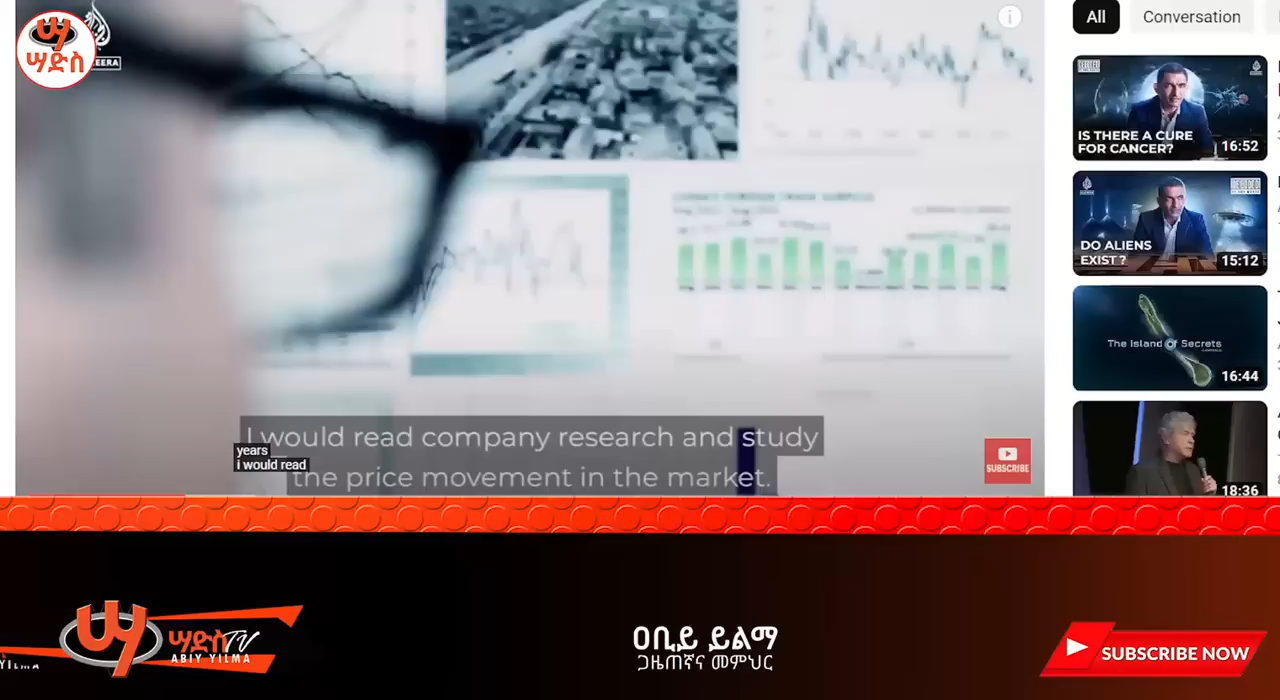 ሣድስ
All
Conversation
IS THERE A CURE
FOR CANCER?
16:52
DO ALIENS
EXIST?
15:12
The Island of Secrets
16:44
18:36
I would read company research and study
the price movement in the market.
years
i would read
SUBSCRIBE
ሣድስ TV
ABIY YILMA
ዐቢይ ይልማ
ጋዜጠኛና መምህር
SUBSCRIBE NOW